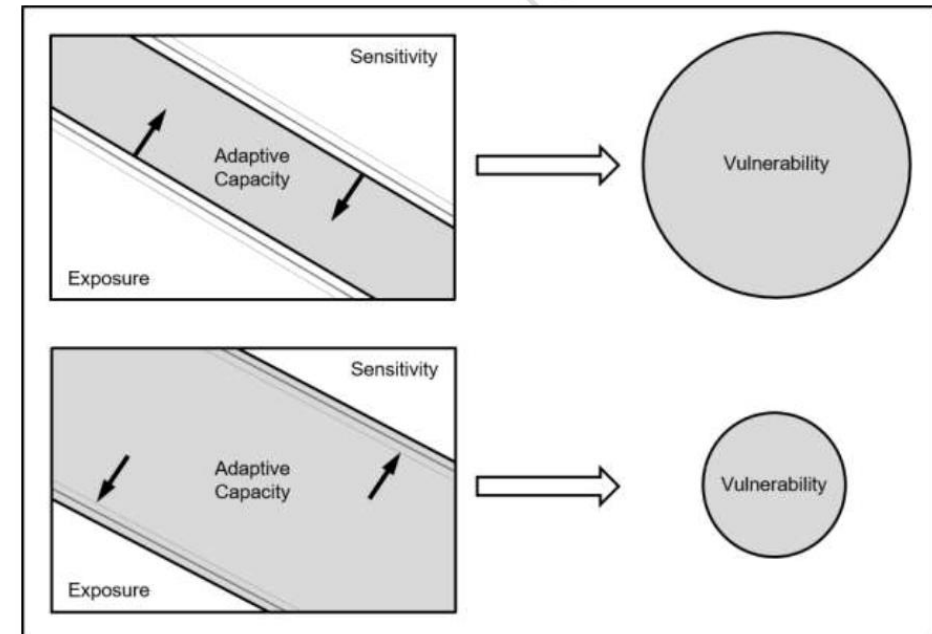 Sensitivity
Adaptive
Capacity
Exposure
Vulnerability
Sensitivity
Adaptive
Capacity
Exposure
Vulnerability